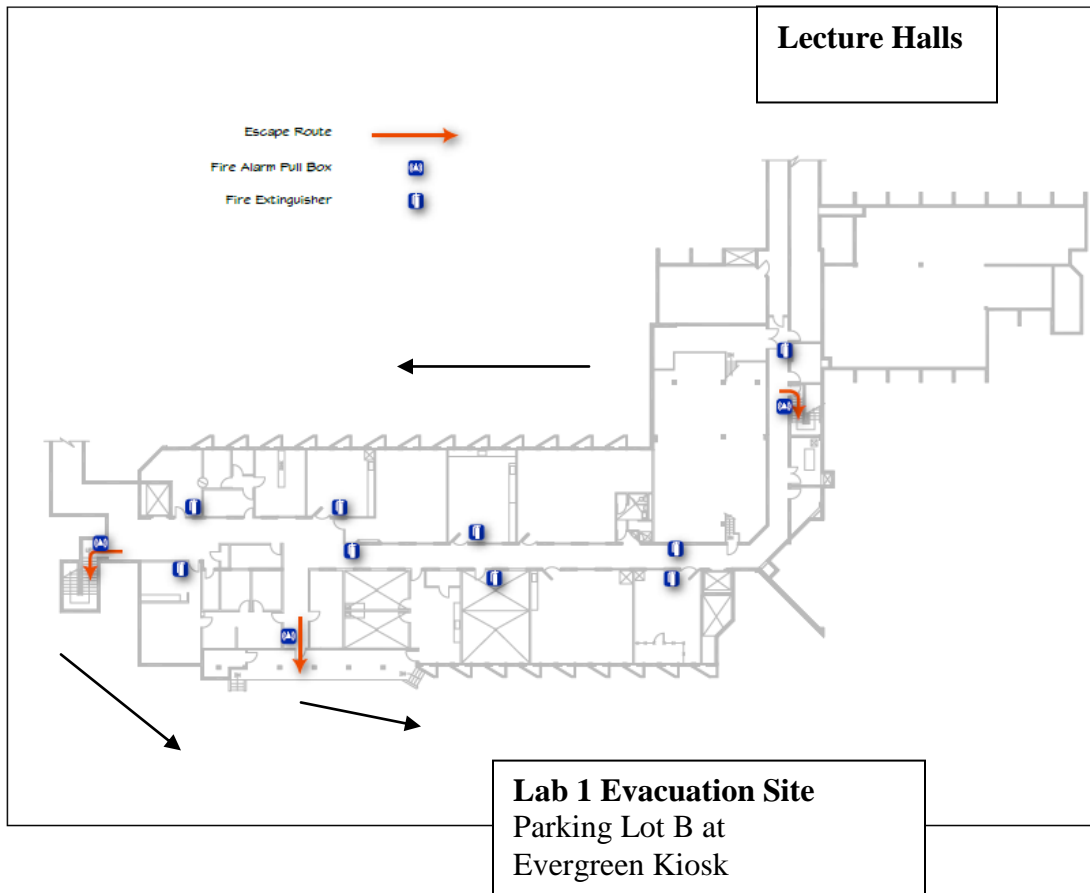 Lecture Halls
Escape Route
Fire Alarm Pull Box
Fire Extinguisher
Lab 1 Evacuation Site
Parking Lot B at
Evergreen Kiosk